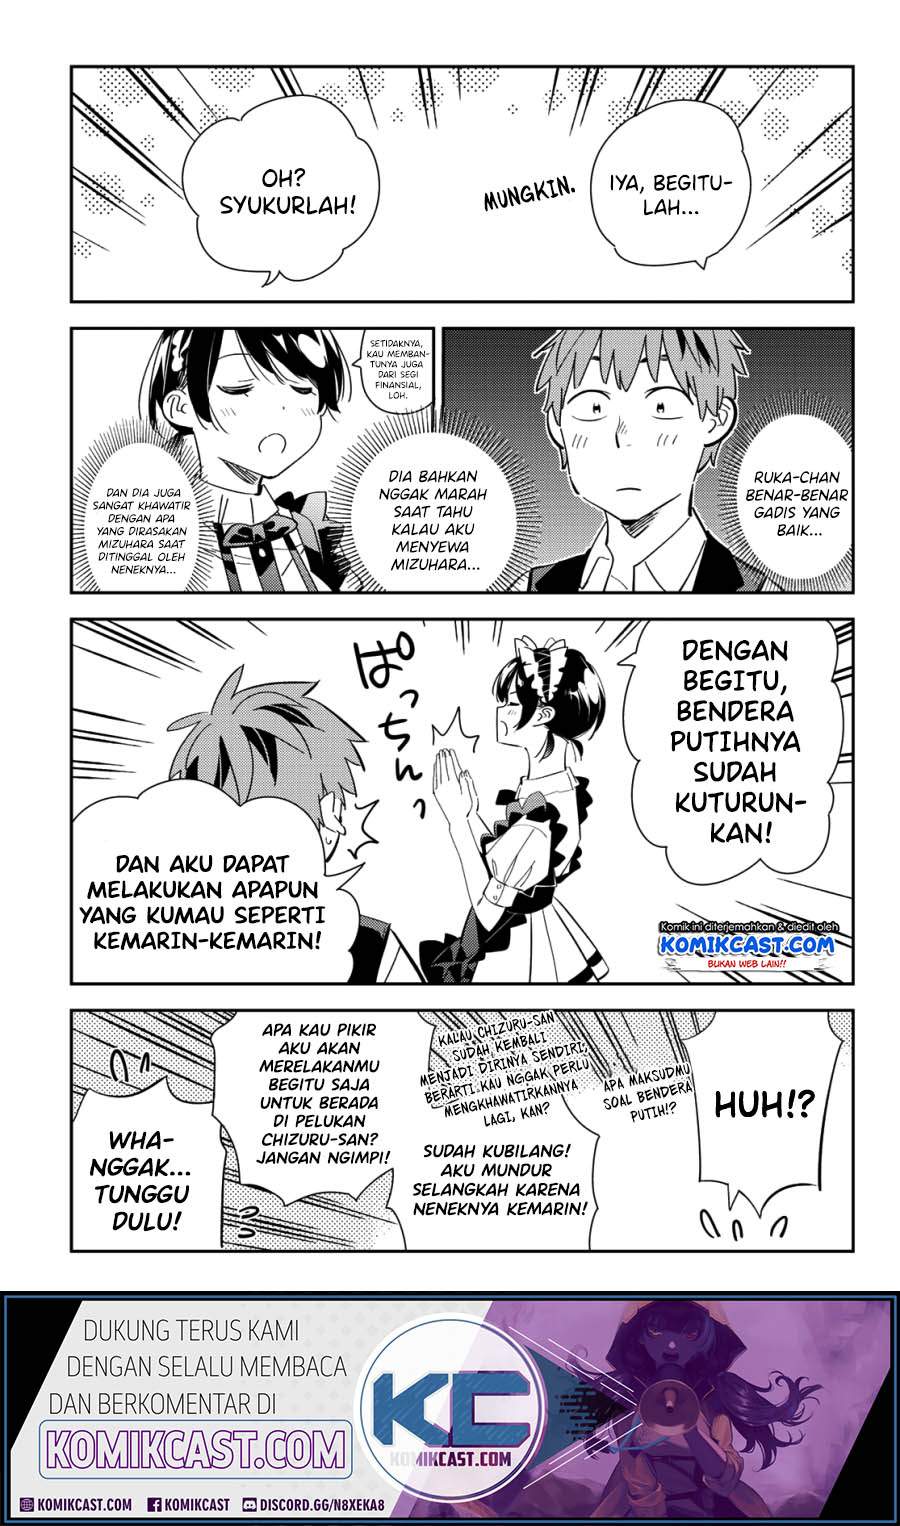 IYA, BEGITU-
LAH...
MUNGKIN.
OH?
SYUKURLAH!
RUKA-CHAN
BENAR-BENAR
GADIS YANG
BAIK...
DIA BAHKAN
NGGAK MARAH
SAAT TAHU
KALAU AKU
MENYEWA
MIZUHARA...
SETIDAKNYA,
KAU MEMBAN-
TUNYA JUGA
DARI SEGI
FINANSIAL,
LOH.
DAN DIA JUGA
SANGAT KHAWATIR
DENGAN APA
YANG DIRASAKAN
MIZUHARA SAAT
DITINGGAL OLEH
NENEKNYA...
DENGAN
BEGITU,
BENDERA
PUTIHNYA
SUDAH
KUTURUN-
KAN!
ぱっちんっ
DAN AKU DAPAT
MELAKUKAN APAPUN
YANG KUMAU SEPERTI
KEMARIN-KEMARIN!
Komik ini diterjemahkan & diedit oleh
KOMIKCAST.COM
BUKAN WEB LAIN!!
HUH!?
APA MAKSUDMU
SOAL BENDERA
PUTIH!?
KALAU CHIZURU-SAN
SUDAH KEMBALI
MENJADI DIRINYA SENDIRI,
BERARTI KAU NGGAK PERLU
MENGKHAWATIRKANNYA
LAGI, KAN?
SUDAH KUBILANG!
AKU MUNDUR
SELANGKAH KARENA
NENEKNYA KEMARIN!
APA KAU PIKIR
AKU AKAN
MERELAKANMU
BEGITU SAJA
UNTUK BERADA
DI PELUKAN
CHIZURU-SAN?
JANGAN NGIMPI!
WHA-
NGGAK...
TUNGGU
DULU!
DUKUNG TERUS KAMI
DENGAN SELALU MEMBACA
DAN BERKOMENTAR DI
KOMIKCAST.COM
KC
KOMIKCAST.COM
KOMIKCAST.COM KOMIKCAST DISCORD.GG/N8XEKA8